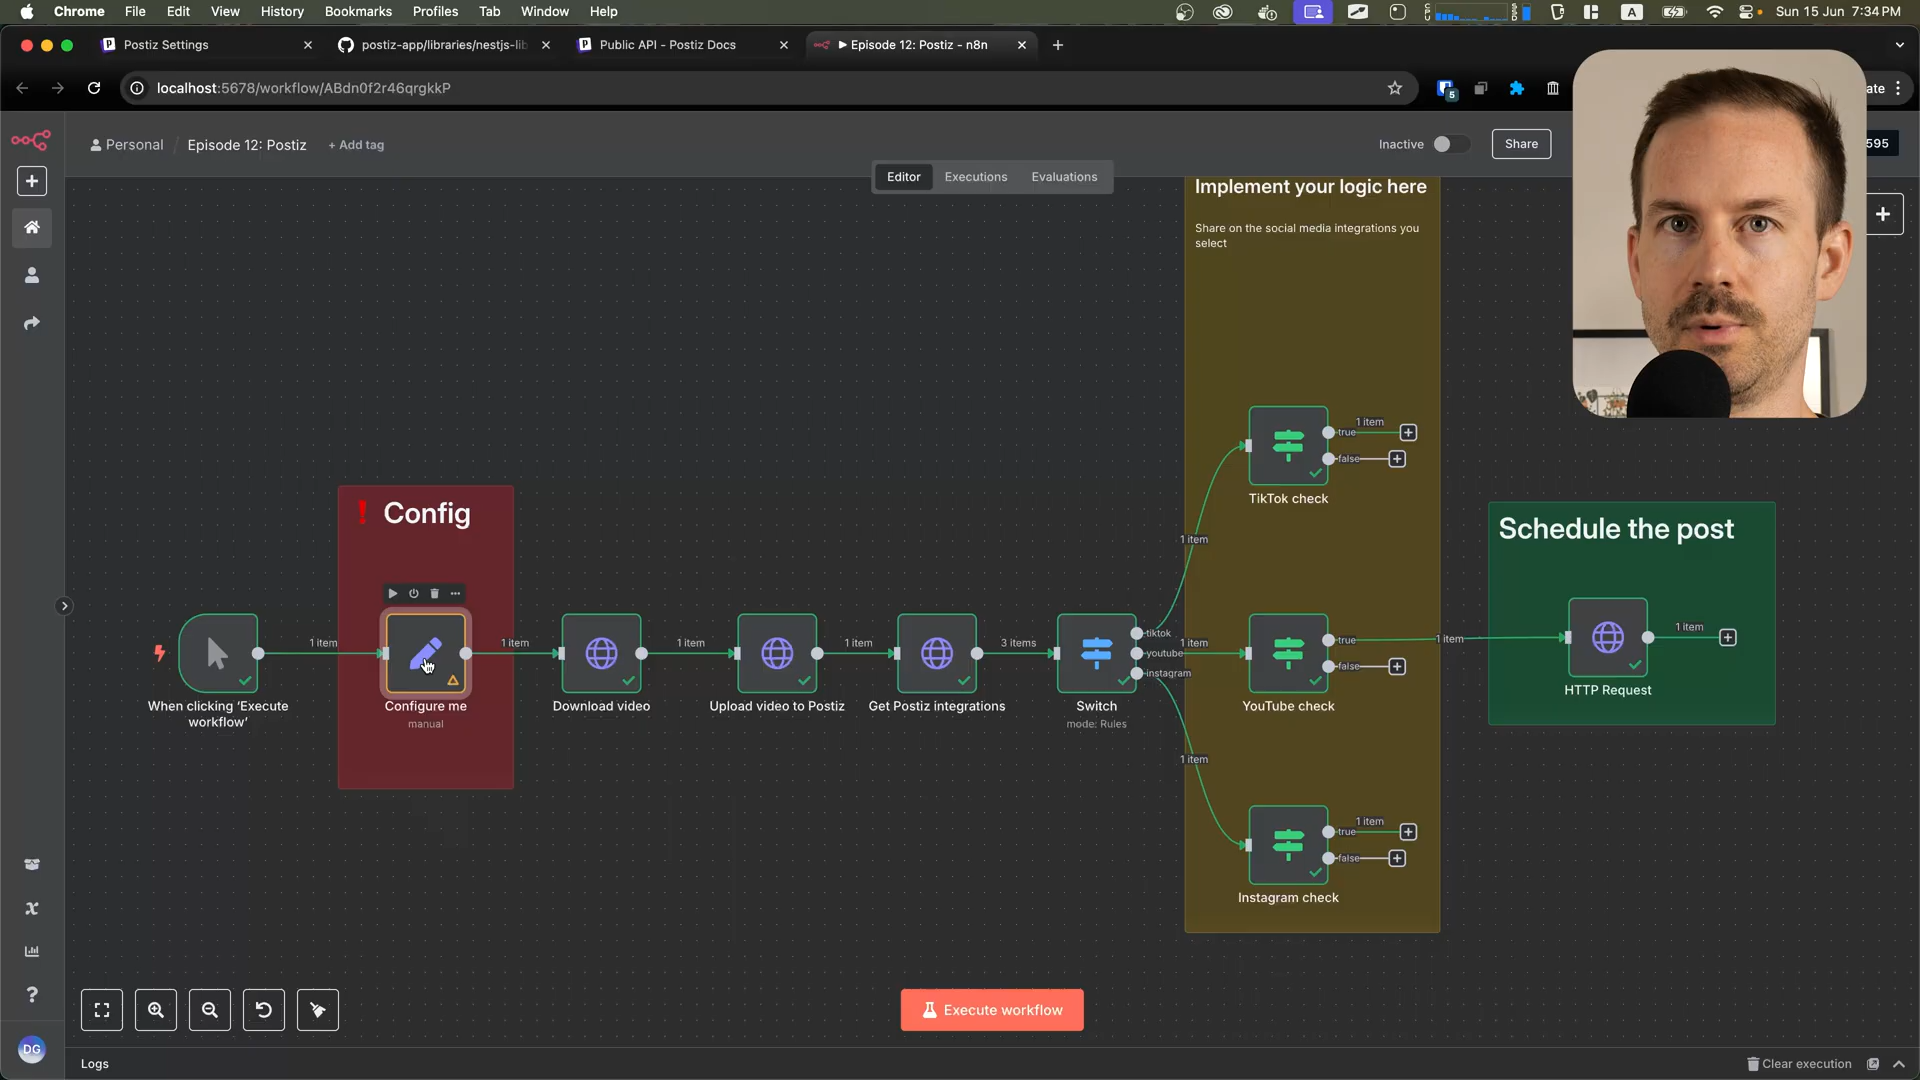 Chrome File Edit View History Bookmarks Profiles Tab Window Help
A
Sun 15 Jun 7:34 PM
Postiz Settings
postiz-app/libraries/nestjs-lib
Public API - Postiz Docs
Episode 12: Postiz - n8n
localhost:5678/workflow/ABdn0f2r46qrgkkP
5
ate
Personal / Episode 12: Postiz + Add tag
Inactive
Share
595
Editor Executions Evaluations
Implement your logic here
Share on the social media integrations you
select
1 item
true
false
TikTok check
1 item
Config
Schedule the post
1 item
1 item
1 item
1 item
3 items
tiktok
youtube
instagram
1 item
true
false
1 item
1 item
When clicking ‘Execute
workflow’
Configure me
manual
Download video
Upload video to Postiz
Get Postiz integrations
Switch
mode: Rules
YouTube check
HTTP Request
1 item
1 item
true
false
Instagram check
Execute workflow
DG
Logs
Clear execution